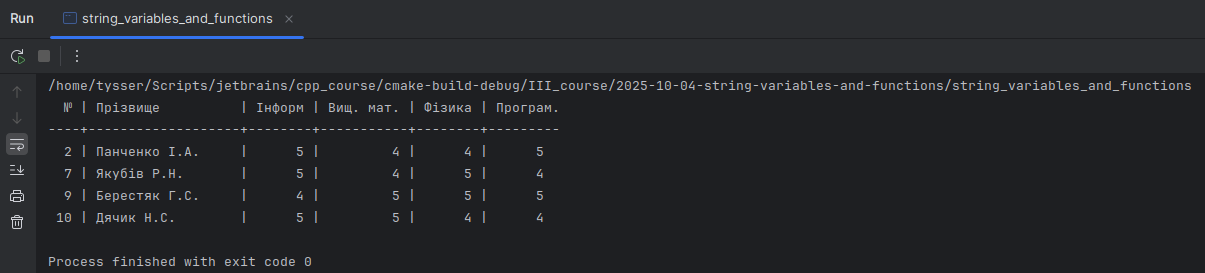 Run string_variables_and_functions ×
/home/tysser/Scripts/jetbrains/cpp_course/cmake-build-debug/III_course/2025-10-04-string-variables-and-functions/string_variables_and_functions
  № | Прізвище          | Інформ | Вищ. мат. | Фізика | Програм.
----+-------------------+--------+-----------+--------+---------
  2 | Панченко І.А.     |      5 |         4 |      4 |    5
  7 | Якубів Р.Н.       |      5 |         4 |      5 |    4
  9 | Берестяк Г.С.     |      4 |         5 |      5 |    5
 10 | Дячик Н.С.        |      5 |         5 |      4 |    4
Process finished with exit code 0